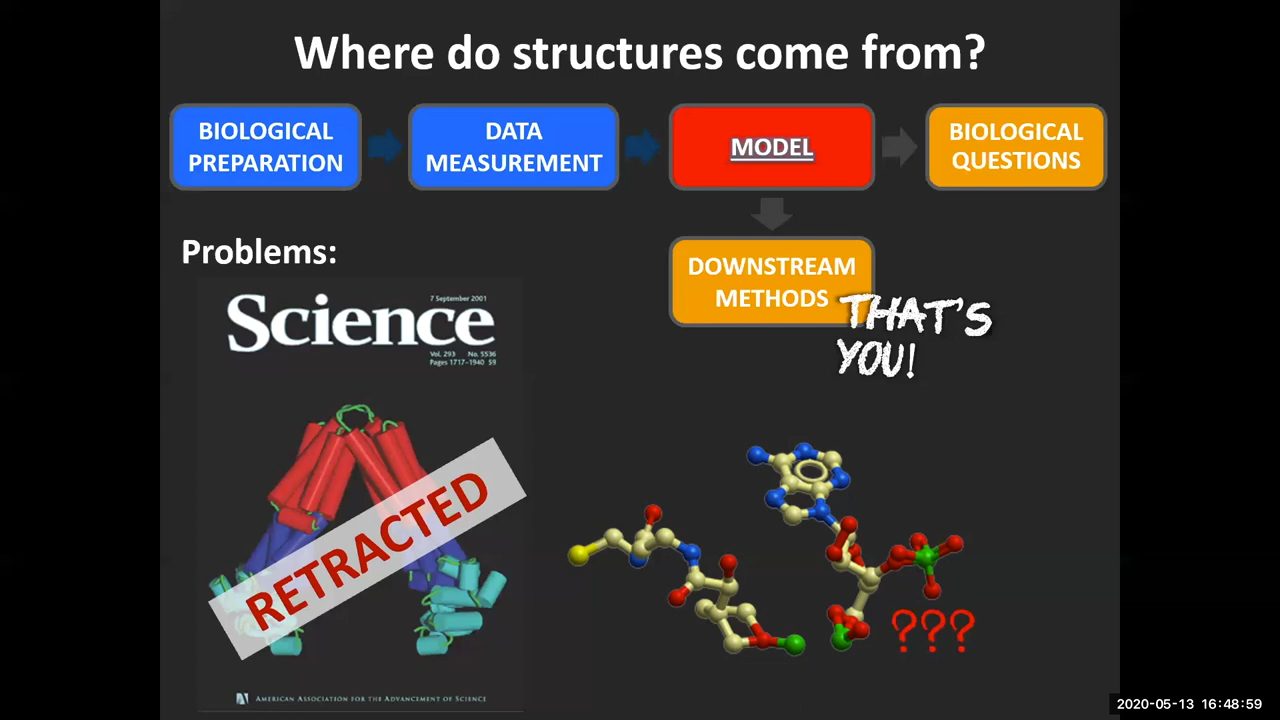 Where do structures come from?
BIOLOGICAL
PREPARATION
DATA
MEASUREMENT
MODEL
BIOLOGICAL
QUESTIONS
DOWNSTREAM
METHODS
THAT'S
YOU!
Problems:
7 September 2001
Science
Vol. 293 No. 5536
Pages 1717–1940 $9
RETRACTED
???
AMERICAN ASSOCIATION FOR THE ADVANCEMENT OF SCIENCE
2020-05-13 16:48:59